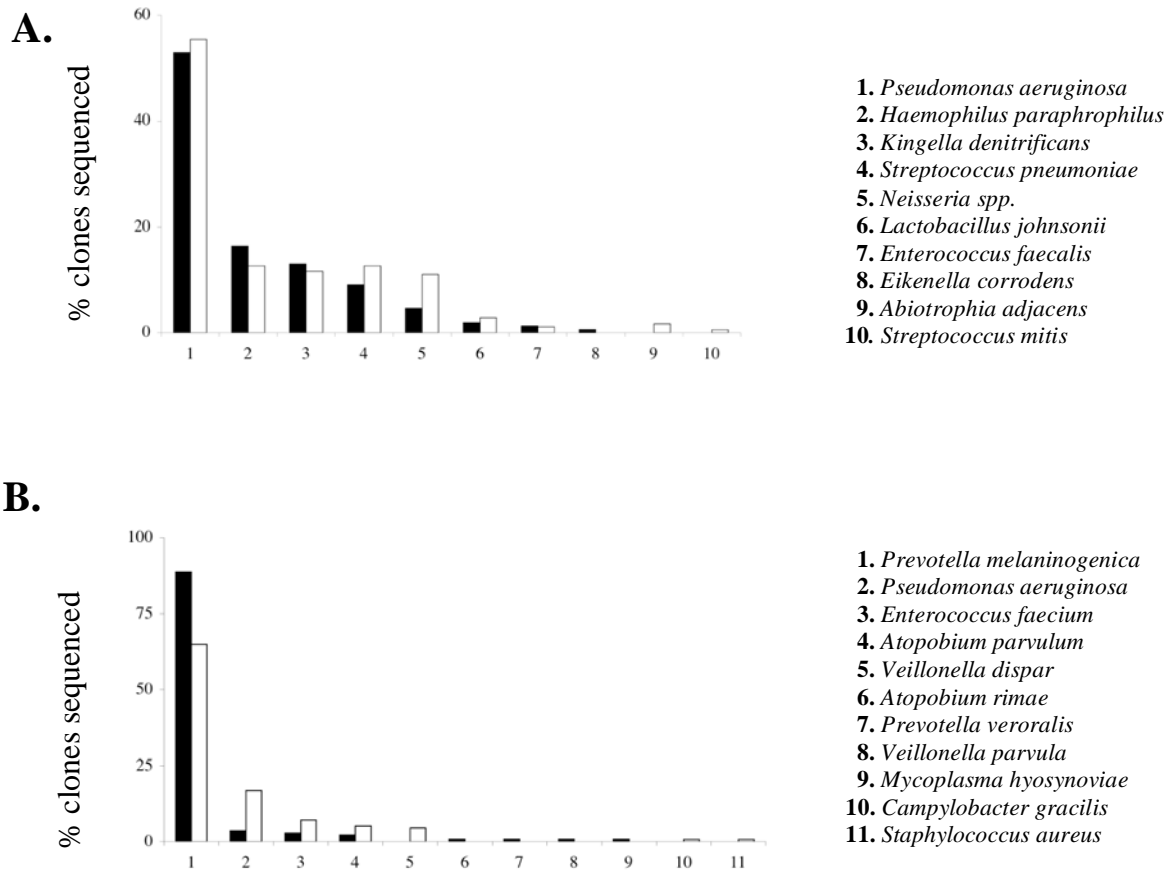 A.
% clones sequenced
60
40
20
0
1 2 3 4 5 6 7 8 9 10
1. Pseudomonas aeruginosa
2. Haemophilus paraphrophilus
3. Kingella denitrificans
4. Streptococcus pneumoniae
5. Neisseria spp.
6. Lactobacillus johnsonii
7. Enterococcus faecalis
8. Eikenella corrodens
9. Abiotrophia adjacens
10. Streptococcus mitis
B.
% clones sequenced
100
75
50
25
0
1 2 3 4 5 6 7 8 9 10 11
1. Prevotella melaninogenica
2. Pseudomonas aeruginosa
3. Enterococcus faecium
4. Atopobium parvulum
5. Veillonella dispar
6. Atopobium rimae
7. Prevotella veroralis
8. Veillonella parvula
9. Mycoplasma hyosynoviae
10. Campylobacter gracilis
11. Staphylococcus aureus